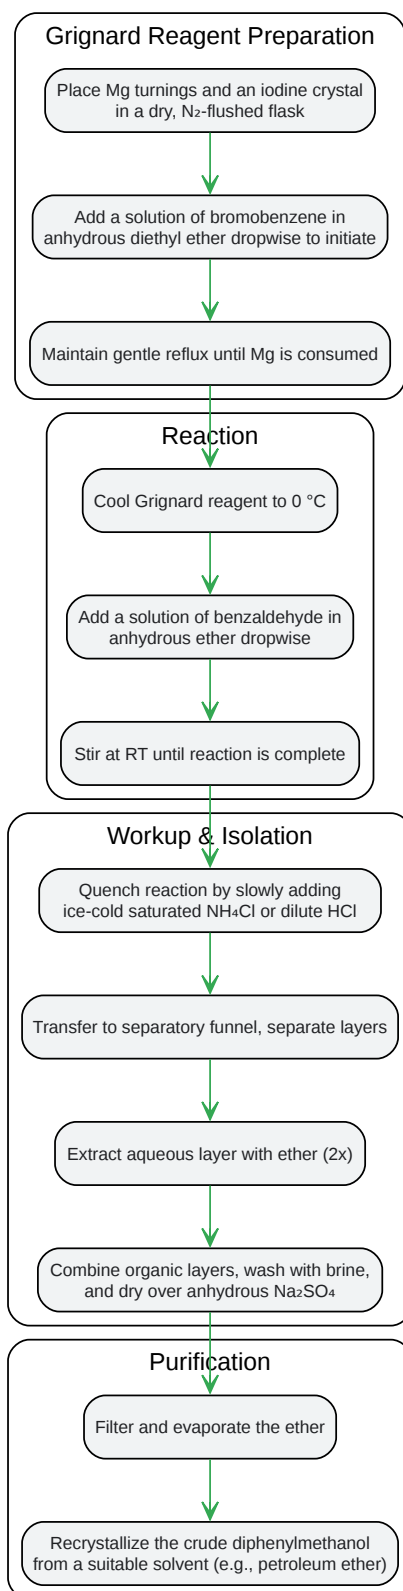 Grignard Reagent Preparation
Place Mg turnings and an iodine crystal
in a dry, N₂-flushed flask
Add a solution of bromobenzene in
anhydrous diethyl ether dropwise to initiate
Maintain gentle reflux until Mg is consumed
Reaction
Cool Grignard reagent to 0 °C
Add a solution of benzaldehyde in
anhydrous ether dropwise
Stir at RT until reaction is complete
Workup & Isolation
Quench reaction by slowly adding
ice-cold saturated NH₄Cl or dilute HCl
Transfer to separatory funnel, separate layers
Extract aqueous layer with ether (2x)
Combine organic layers, wash with brine,
and dry over anhydrous Na₂SO₄
Purification
Filter and evaporate the ether
Recrystallize the crude diphenylmethanol
from a suitable solvent (e.g., petroleum ether)